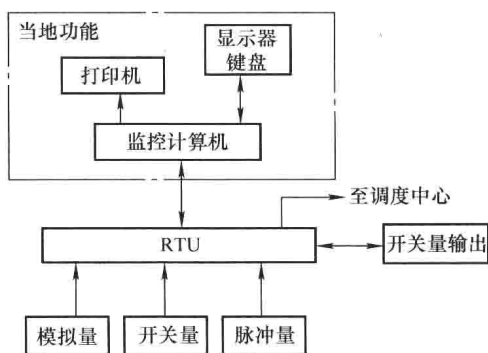 当地功能
显示器
键盘
打印机
监控计算机
至调度中心
RTU
开关量输出
模拟量
开关量
脉冲量